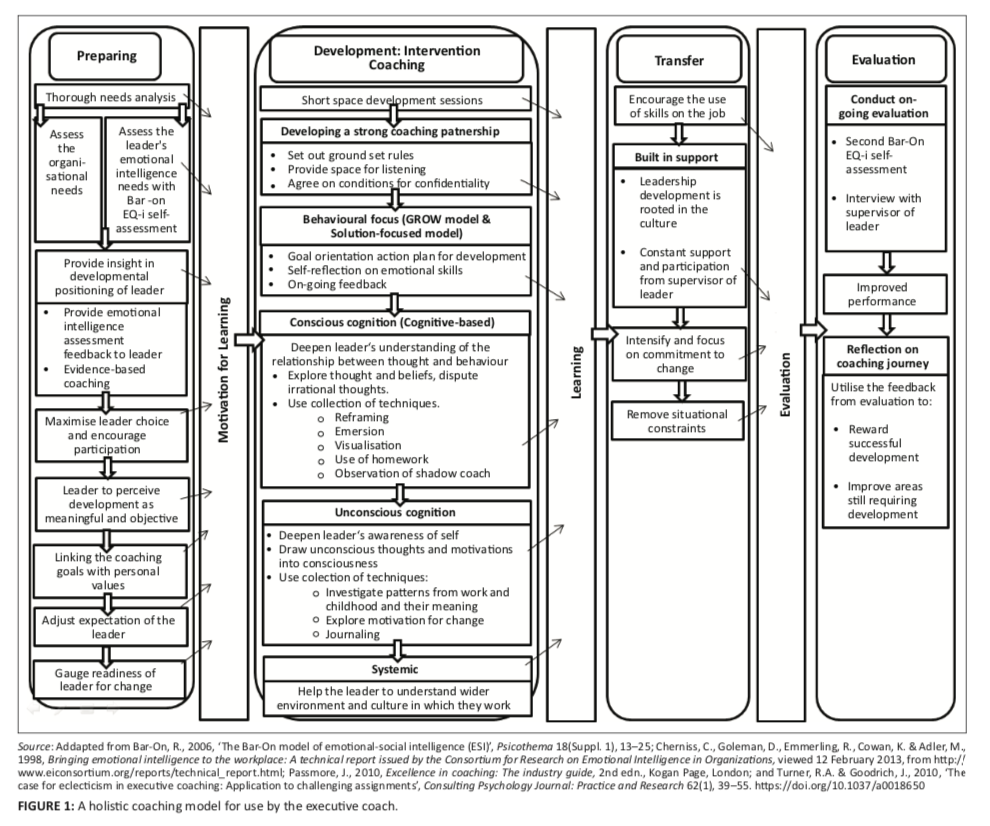 Preparing
Thorough needs analysis
Assess
the
organi-
sational
needs
Assess the
leader's
emotional
intelligence
needs with
Bar -on
EQ-i self-
assessment
Provide insight in
developmental
positioning of leader
• Provide emotional
intelligence
assessment
feedback to leader
• Evidence-based
coaching
Maximise leader choice
and encourage
participation
Leader to perceive
development as
meaningful and objective
Linking the coaching
goals with personal
values
Adjust expectation of the
leader
Gauge readiness of
leader for change
Motivation for Learning
Development: Intervention
Coaching
Short space development sessions
Developing a strong coaching patnership
• Set out ground set rules
• Provide space for listening
• Agree on conditions for confidentiality
Behavioural focus (GROW model &
Solution-focused model)
• Goal orientation action plan for development
• Self-reflection on emotional skills
• On-going feedback
Conscious cognition (Cognitive-based)
Deepen leader's understanding of the
relationship between thought and behaviour
• Explore thought and beliefs, dispute
irrational thoughts.
• Use collection of techniques.
o Reframing
o Emersion
o Visualisation
o Use of homework
o Observation of shadow coach
Unconscious cognition
• Deepen leader's awareness of self
• Draw unconscious thoughts and motivations
into consciousness
• Use colection of techniques:
o Investigate patterns from work and
childhood and their meaning
o Explore motivation for change
o Journaling
Systemic
Help the leader to understand wider
environment and culture in which they work
Learning
Transfer
Encourage the use
of skills on the job
Built in support
• Leadership
development is
rooted in the
culture
• Constant support
and participation
from supervisor of
leader
Intensify and focus
on commitment to
change
Remove situational
constraints
Evaluation
Evaluation
Conduct on-
going evaluation
• Second Bar-On
EQ-i self-
assessment
• Interview with
supervisor of
leader
Improved
performance
Reflection on
coaching journey
Utilise the feedback
from evaluation to:
• Reward
successful
development
• Improve areas
still requiring
development
Source: Addapted from Bar-On, R., 2006, 'The Bar-On model of emotional-social intelligence (ESI)', Psicothema 18(Suppl. 1), 13–25; Cherniss, C., Goleman, D., Emmerling, R., Cowan, K. & Adler, M.,
1998, Bringing emotional intelligence to the workplace: A technical report issued by the Consortium for Research on Emotional Intelligence in Organizations, viewed 12 February 2013, from http:/
www.eiconsortium.org/reports/technical_report.html; Passmore, J., 2010, Excellence in coaching: The industry guide, 2nd edn., Kogan Page, London; and Turner, R.A. & Goodrich, J., 2010, 'The
case for eclecticism in executive coaching: Application to challenging assignments', Consulting Psychology Journal: Practice and Research 62(1), 39–55. https://doi.org/10.1037/a0018650
FIGURE 1: A holistic coaching model for use by the executive coach.